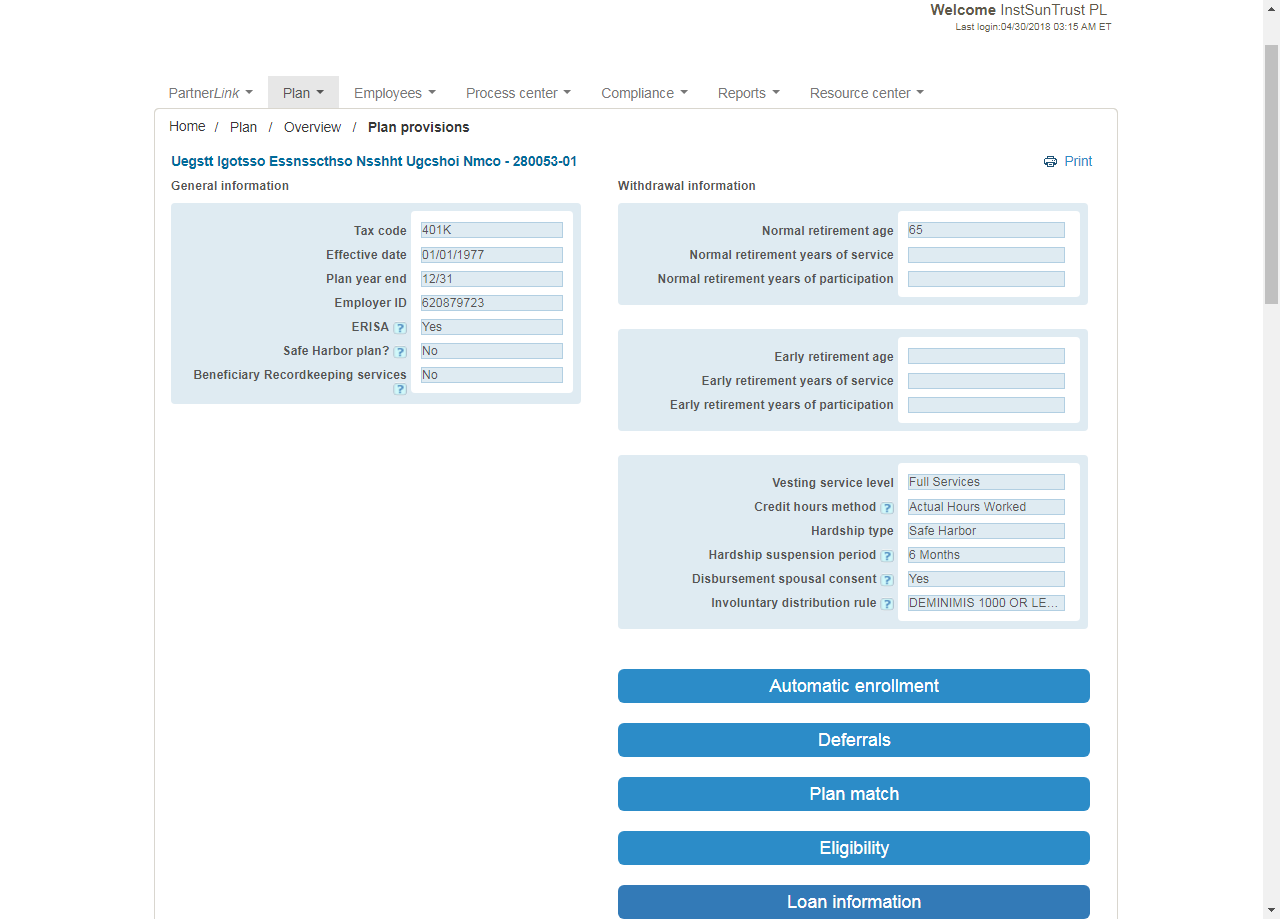 Welcome InstSunTrust PL
Last login:04/30/2018 03:15 AM ET
PartnerLink Plan Employees Process center Compliance Reports Resource center
Home / Plan / Overview / Plan provisions
Uegstt Igotsso Essnsscthso Nsshht Ugcshoi Nmco - 280053-01
Print
General information
Tax code 401K
Effective date 01/01/1977
Plan year end 12/31
Employer ID 620879723
ERISA ? Yes
Safe Harbor plan? ? No
Beneficiary Recordkeeping services ? No
Withdrawal information
Normal retirement age 65
Normal retirement years of service
Normal retirement years of participation
Early retirement age
Early retirement years of service
Early retirement years of participation
Vesting service level Full Services
Credit hours method ? Actual Hours Worked
Hardship type Safe Harbor
Hardship suspension period ? 6 Months
Disbursement spousal consent ? Yes
Involuntary distribution rule ? DEMINIMIS 1000 OR LE...
Automatic enrollment
Deferrals
Plan match
Eligibility
Loan information